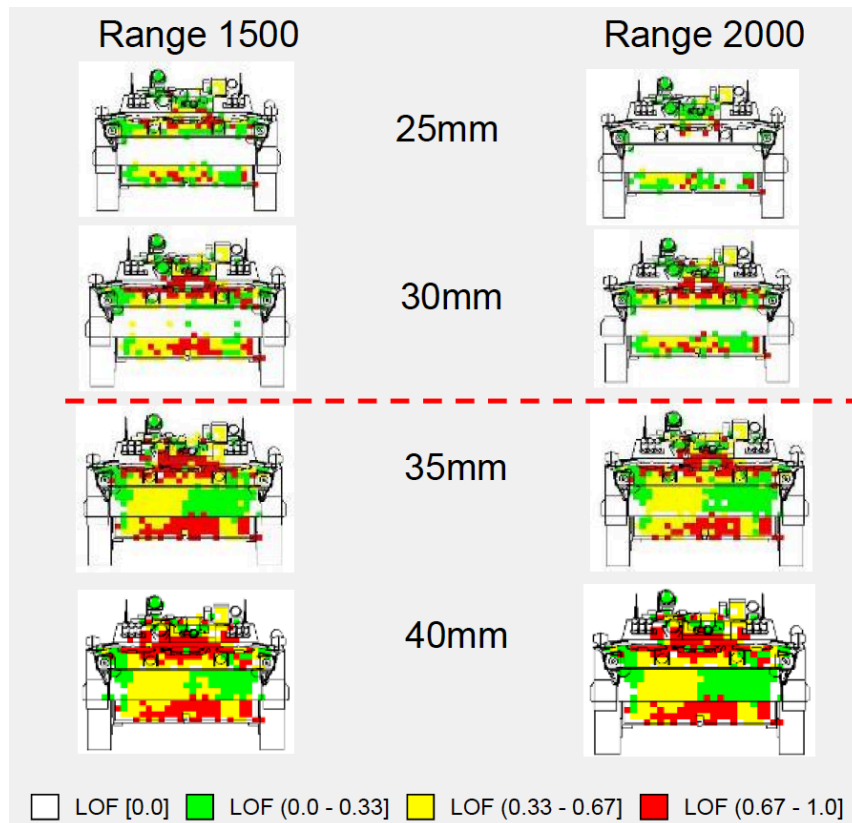 Range 1500
Range 2000
25mm
30mm
35mm
40mm
LOF [0.0]
LOF (0.0 - 0.33]
LOF (0.33 - 0.67]
LOF (0.67 - 1.0]